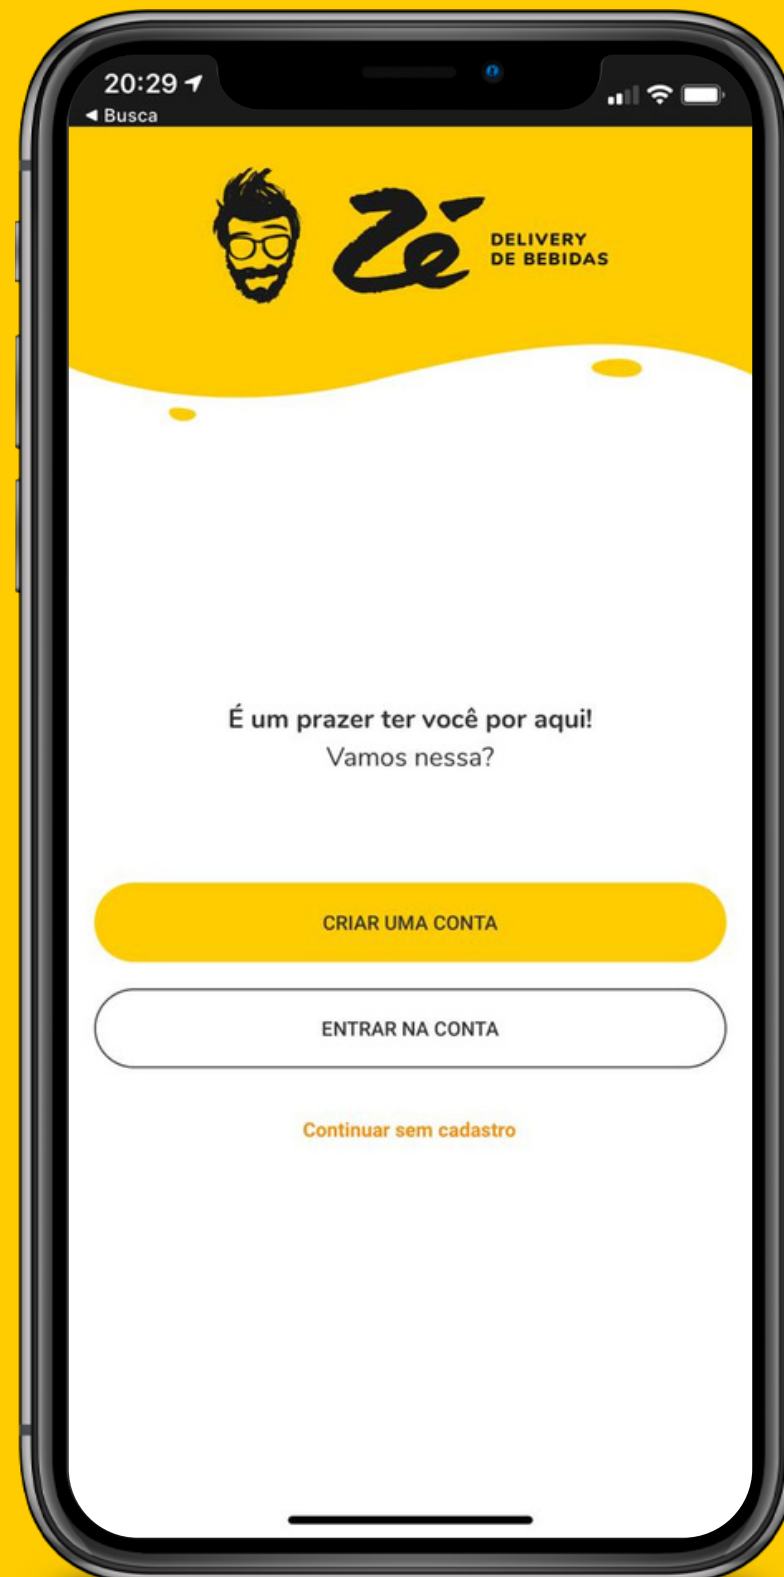 20:29
Busca
Zé
DELIVERY
DE BEBIDAS
É um prazer ter você por aqui!
Vamos nessa?
CRIAR UMA CONTA
ENTRAR NA CONTA
Continuar sem cadastro